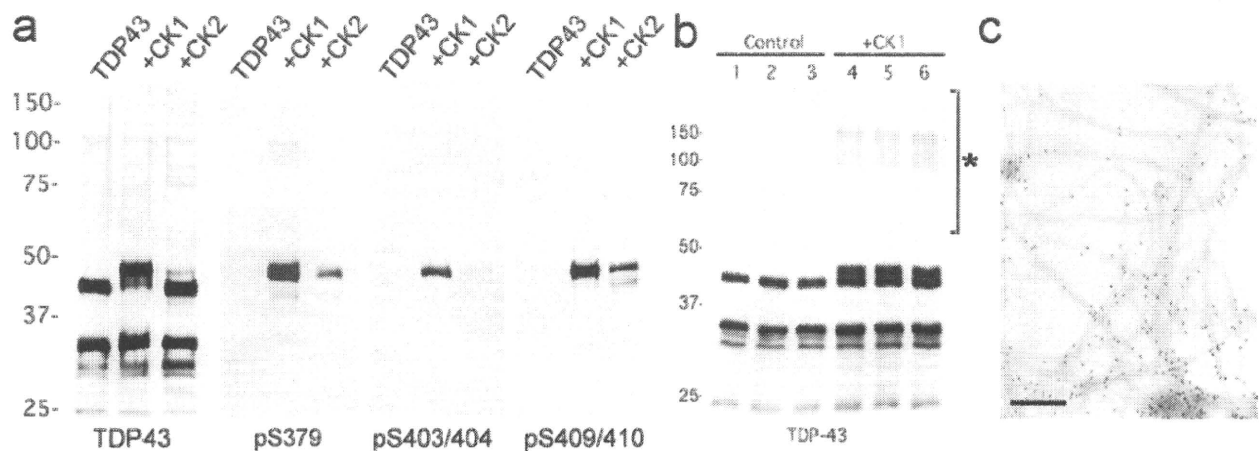 a
TDP43 +CK1 +CK2 TDP43 +CK1 +CK2 TDP43 +CK1 +CK2 TDP43 +CK1 +CK2
150-
100-
75-
50-
37-
25-
TDP43 pS379 pS403/404 pS409/410
b
Control +CK1
1 2 3 4 5 6
150-
100-
75-
50-
37-
25-
*
TDP-43
c